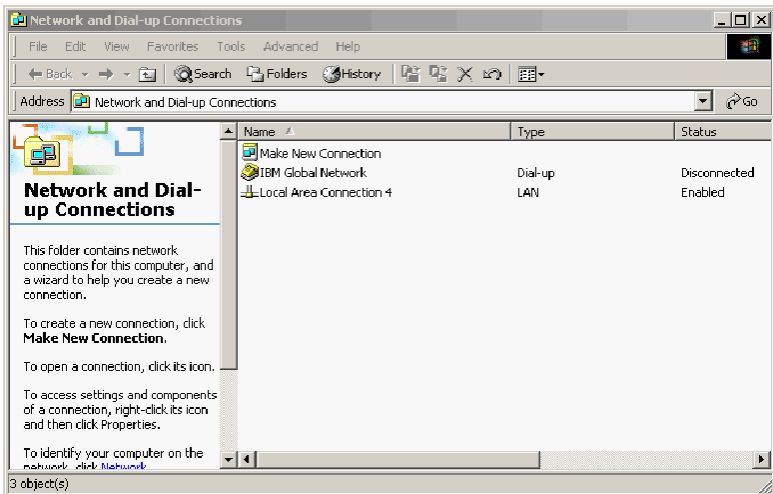 Network and Dial-up Connections
File Edit View Favorites Tools Advanced Help
Back Search Folders History
Address Network and Dial-up Connections Go
Name Type Status
Make New Connection
IBM Global Network Dial-up Disconnected
Local Area Connection 4 LAN Enabled
Network and Dial-
up Connections
This folder contains network
connections for this computer, and
a wizard to help you create a new
connection.
To create a new connection, click
Make New Connection.
To open a connection, click its icon.
To access settings and components
of a connection, right-click its icon
and then click Properties.
To identify your computer on the
network, click Network
3 object(s)